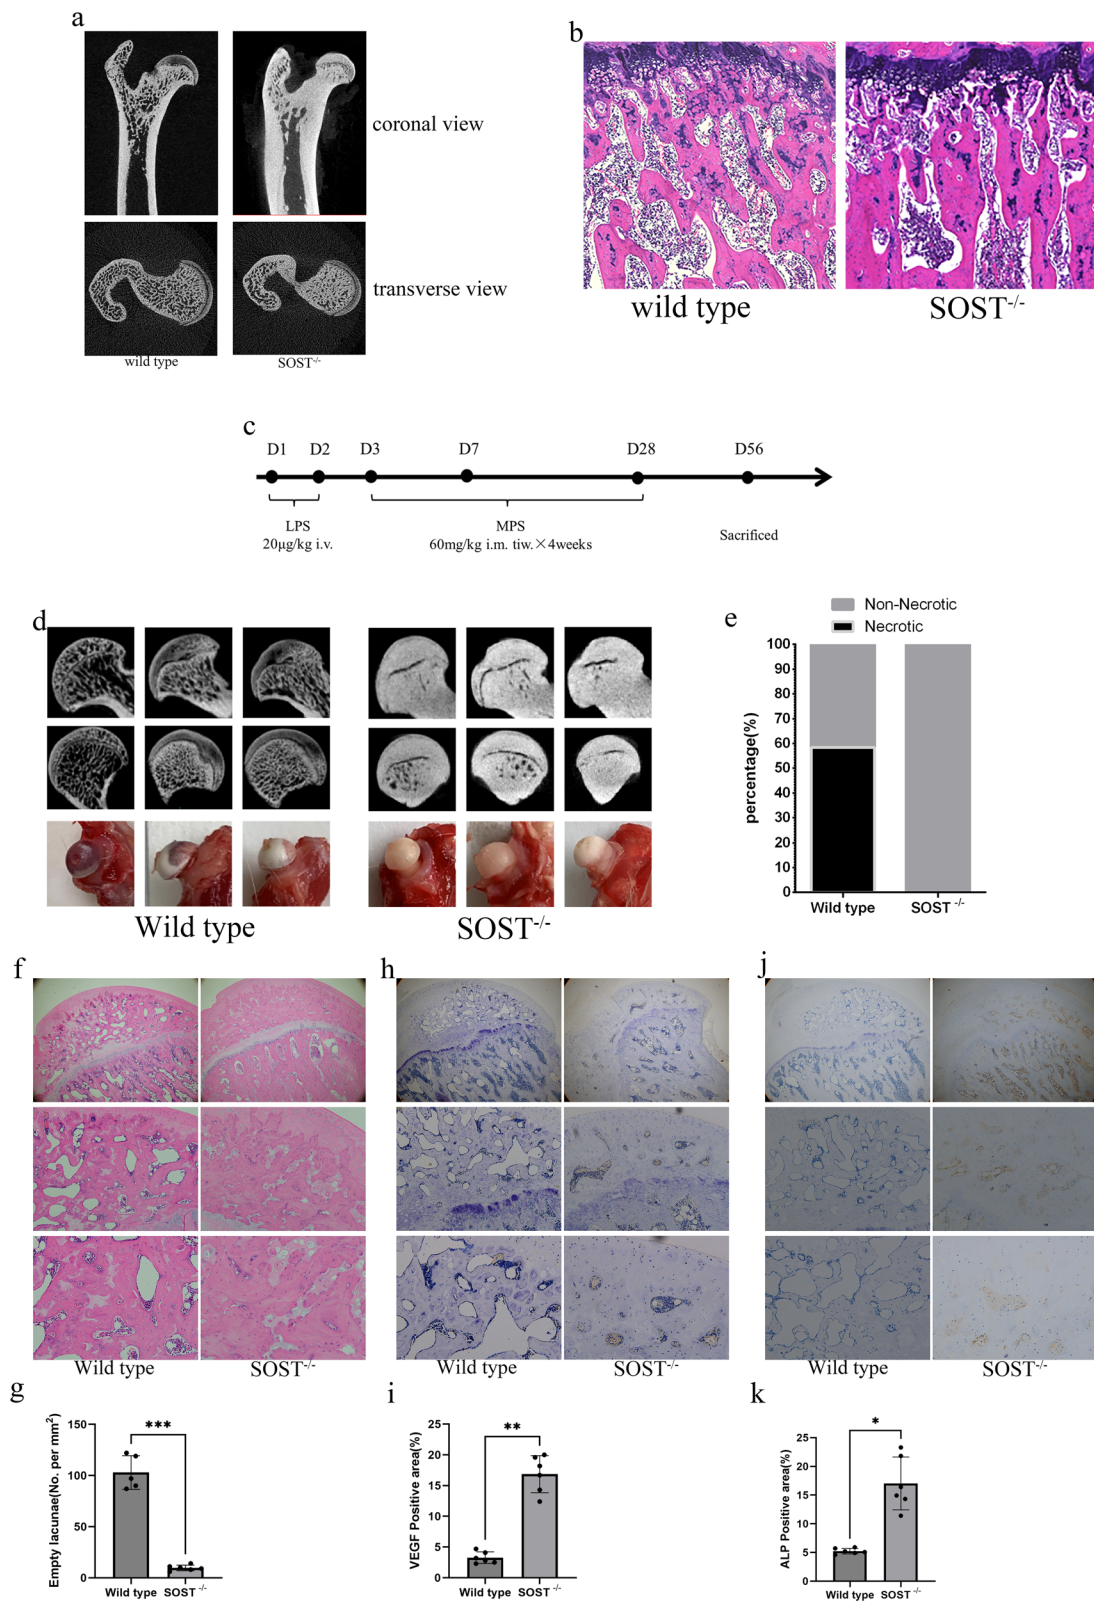 a
coronal view
transverse view
wild type
SOST-/-
b
wild type
SOST-/-
c
D1
D2
D3
D7
D28
D56
LPS
20μg/kg i.v.
MPS
60mg/kg i.m. tiw.×4weeks
Sacrificed
d
Wild type
SOST-/-
e
Non-Necrotic
Necrotic
percentage(%)
100
90
80
70
60
50
40
30
20
10
0
Wild type
SOST -/-
f
Wild type
SOST-/-
h
Wild type
SOST-/-
j
Wild type
SOST-/-
g
Empty lacunae(No. per mm2)
150
100
50
0
***
Wild type
SOST -/-
i
VEGF Positive area(%)
25
20
15
10
5
0
**
Wild type
SOST -/-
k
ALP Positive area(%)
25
20
15
10
5
0
*
Wild type
SOST -/-